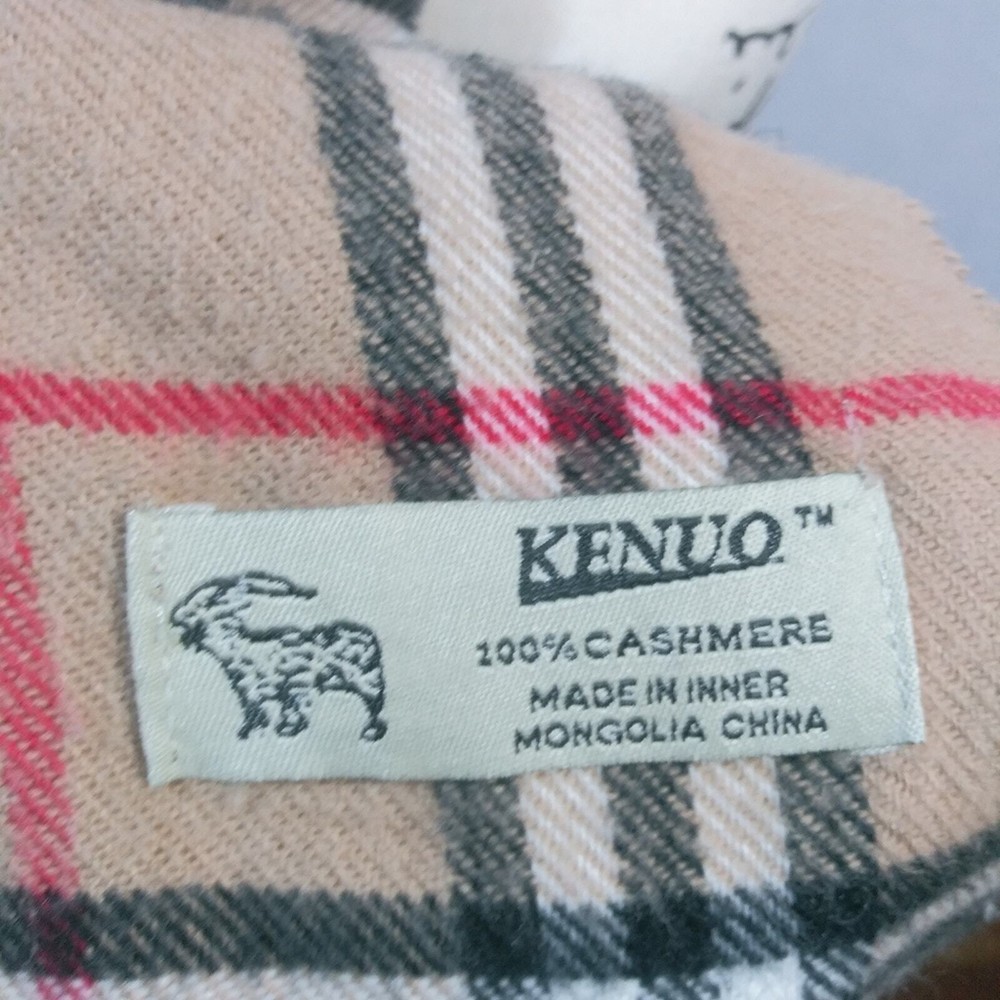 KENUO™
100% CASHMERE
MADE IN INNER
MONGOLIA CHINA